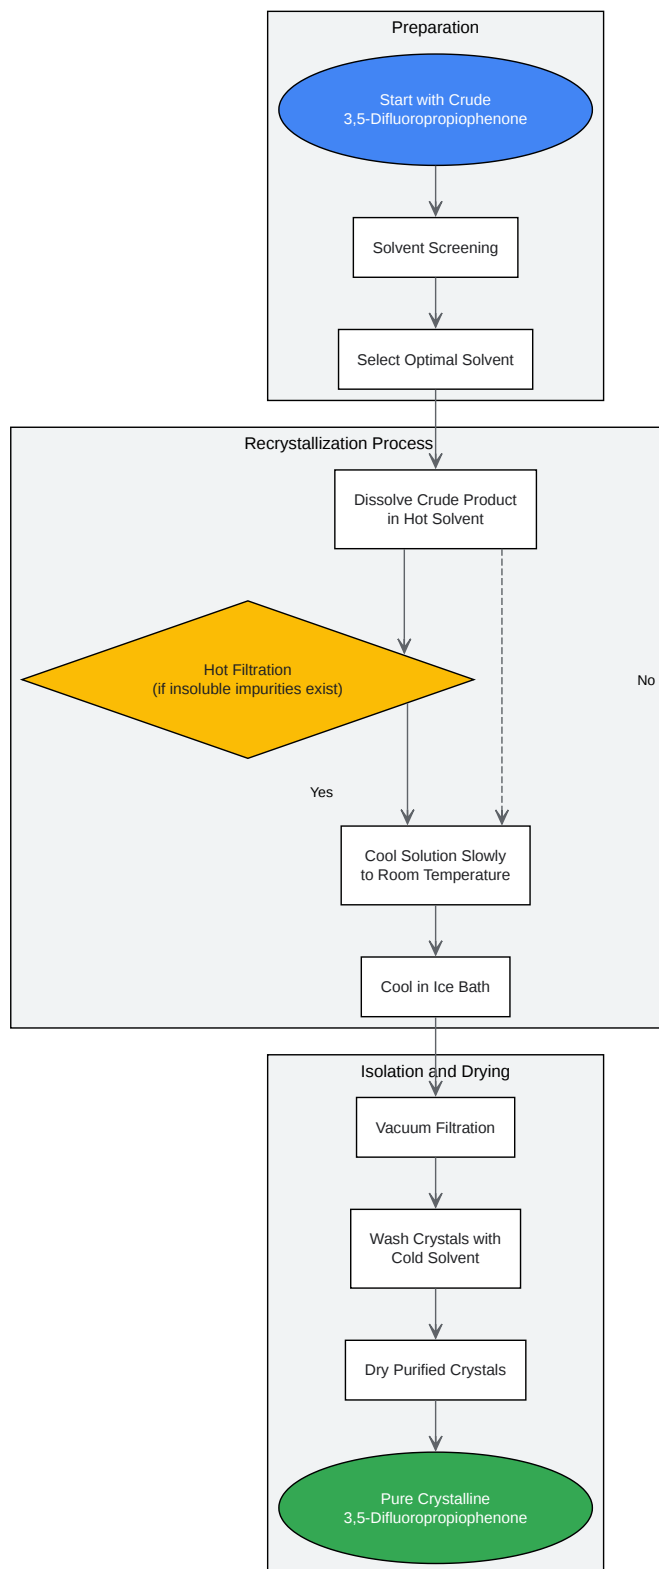 Preparation
Start with Crude
3,5-Difluoropropiophenone
Solvent Screening
Select Optimal Solvent
Recrystallization Process
Dissolve Crude Product
in Hot Solvent
Hot Filtration
(if insoluble impurities exist)
No
Yes
Cool Solution Slowly
to Room Temperature
Cool in Ice Bath
Isolation and Drying
Vacuum Filtration
Wash Crystals with
Cold Solvent
Dry Purified Crystals
Pure Crystalline
3,5-Difluoropropiophenone